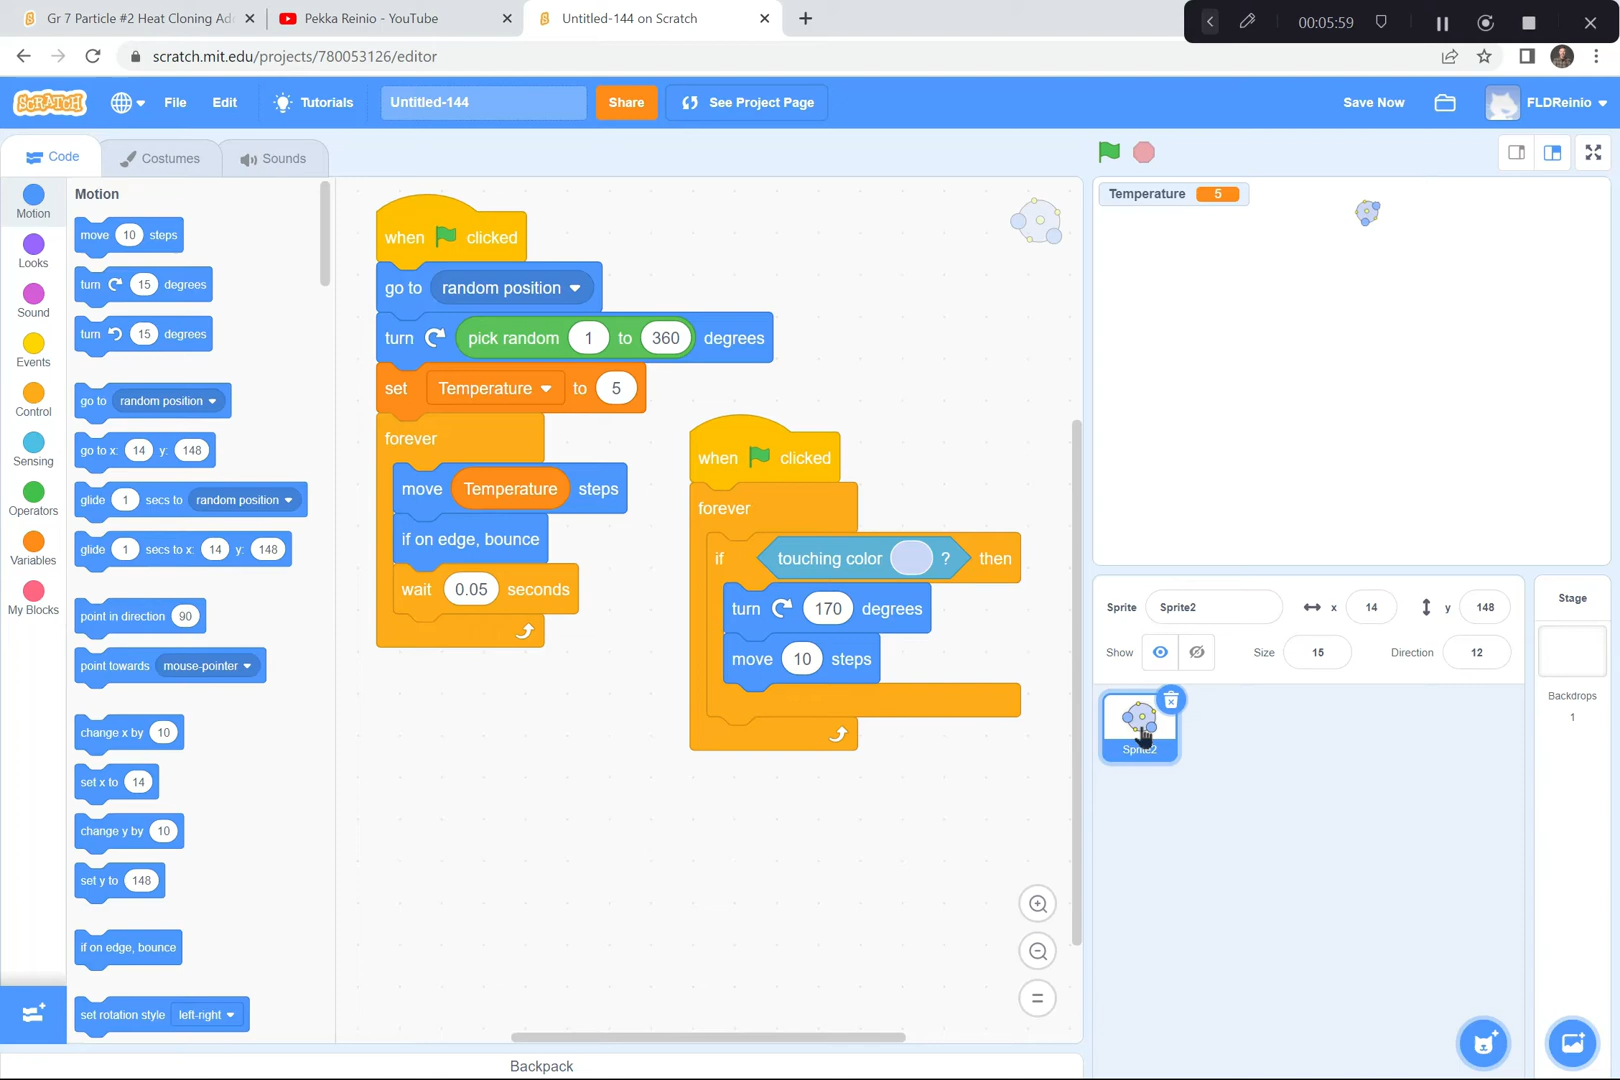 Gr 7 Particle #2 Heat Cloning Ad
Pekka Reinio - YouTube
Untitled-144 on Scratch
00:05:59
scratch.mit.edu/projects/780053126/editor
SCRATCH
File
Edit
Tutorials
Untitled-144
Share
See Project Page
Save Now
FLDReinio
Code
Costumes
Sounds
Motion
Looks
Sound
Events
Control
Sensing
Operators
Variables
My Blocks
Motion
move 10 steps
turn 15 degrees
turn 15 degrees
go to random position
go to x: 14 y: 148
glide 1 secs to random position
glide 1 secs to x: 14 y: 148
point in direction 90
point towards mouse-pointer
change x by 10
set x to 14
change y by 10
set y to 148
if on edge, bounce
set rotation style left-right
when clicked
go to random position
turn pick random 1 to 360 degrees
set Temperature to 5
forever
move Temperature steps
if on edge, bounce
wait 0.05 seconds
when clicked
forever
if touching color ? then
turn 170 degrees
move 10 steps
Temperature 5
Sprite Sprite2 x 14 y 148
Show Size 15 Direction 12
Sprite2
Stage
Backdrops
1
Backpack